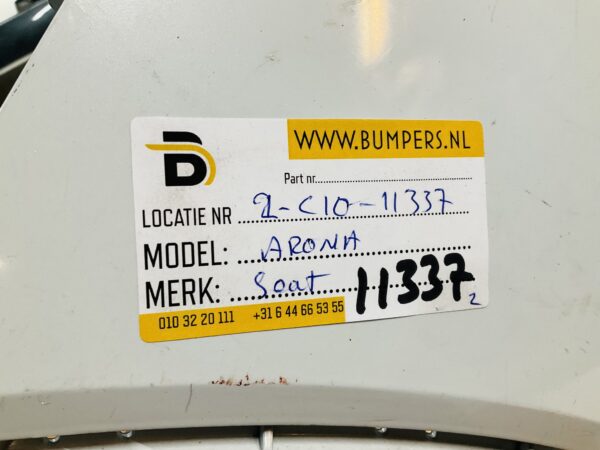 WWW.BUMPERS.NL
Part nr
LOCATIE NR 2-C10-11337
MODEL: ARONA
MERK: Seat 11337 2
010 32 20 111 +31 6 44 66 53 55